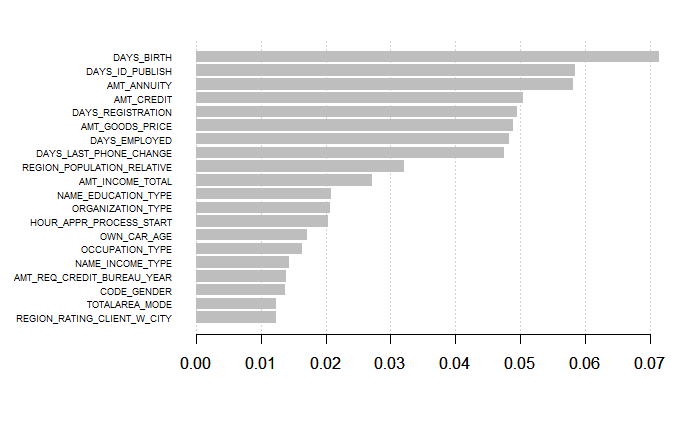 DAYS_BIRTH
DAYS_ID_PUBLISH
AMT_ANNUITY
AMT_CREDIT
DAYS_REGISTRATION
AMT_GOODS_PRICE
DAYS_EMPLOYED
DAYS_LAST_PHONE_CHANGE
REGION_POPULATION_RELATIVE
AMT_INCOME_TOTAL
NAME_EDUCATION_TYPE
ORGANIZATION_TYPE
HOUR_APPR_PROCESS_START
OWN_CAR_AGE
OCCUPATION_TYPE
NAME_INCOME_TYPE
AMT_REQ_CREDIT_BUREAU_YEAR
CODE_GENDER
TOTALAREA_MODE
REGION_RATING_CLIENT_W_CITY
0.00 0.01 0.02 0.03 0.04 0.05 0.06 0.07